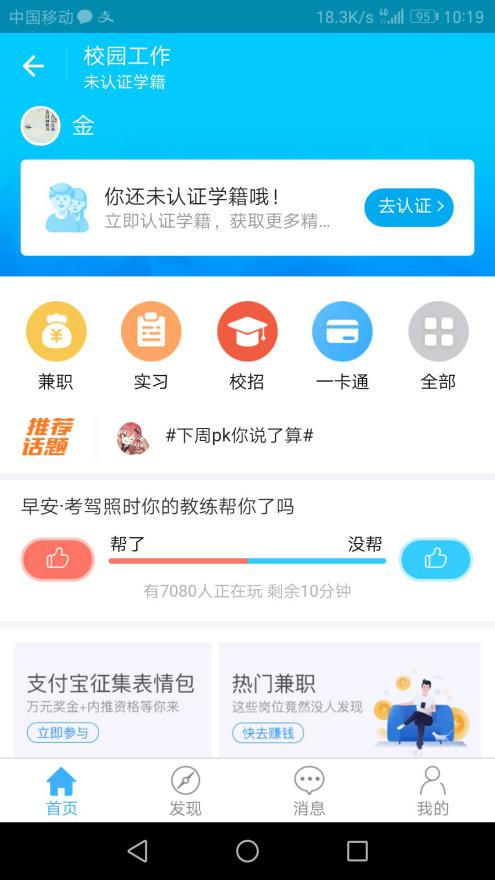 中国移动 18.3K/s 4G 95 10:19
校园工作
未认证学籍
金
你还未认证学籍哦！
立即认证学籍，获取更多精...
去认证 >
兼职 实习 校招 一卡通 全部
推荐
话题
#下周pk你说了算#
早安·考驾照时你的教练帮你了吗
帮了 没帮
有7080人正在玩 剩余10分钟
支付宝征集表情包
万元奖金+内推资格等你来
立即参与
热门兼职
这些岗位竟然没人发现
快去赚钱
首页 发现 消息 我的